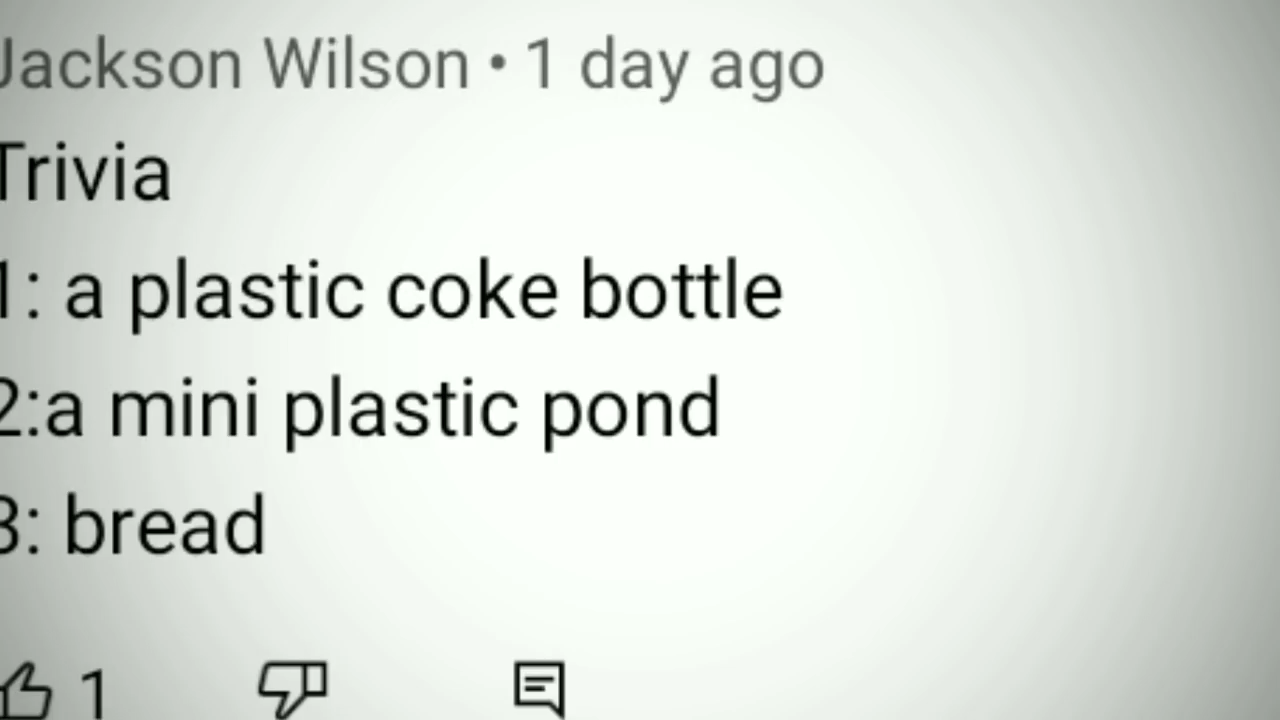 Jackson Wilson • 1 day ago
Trivia
1: a plastic coke bottle
2:a mini plastic pond
3: bread
1